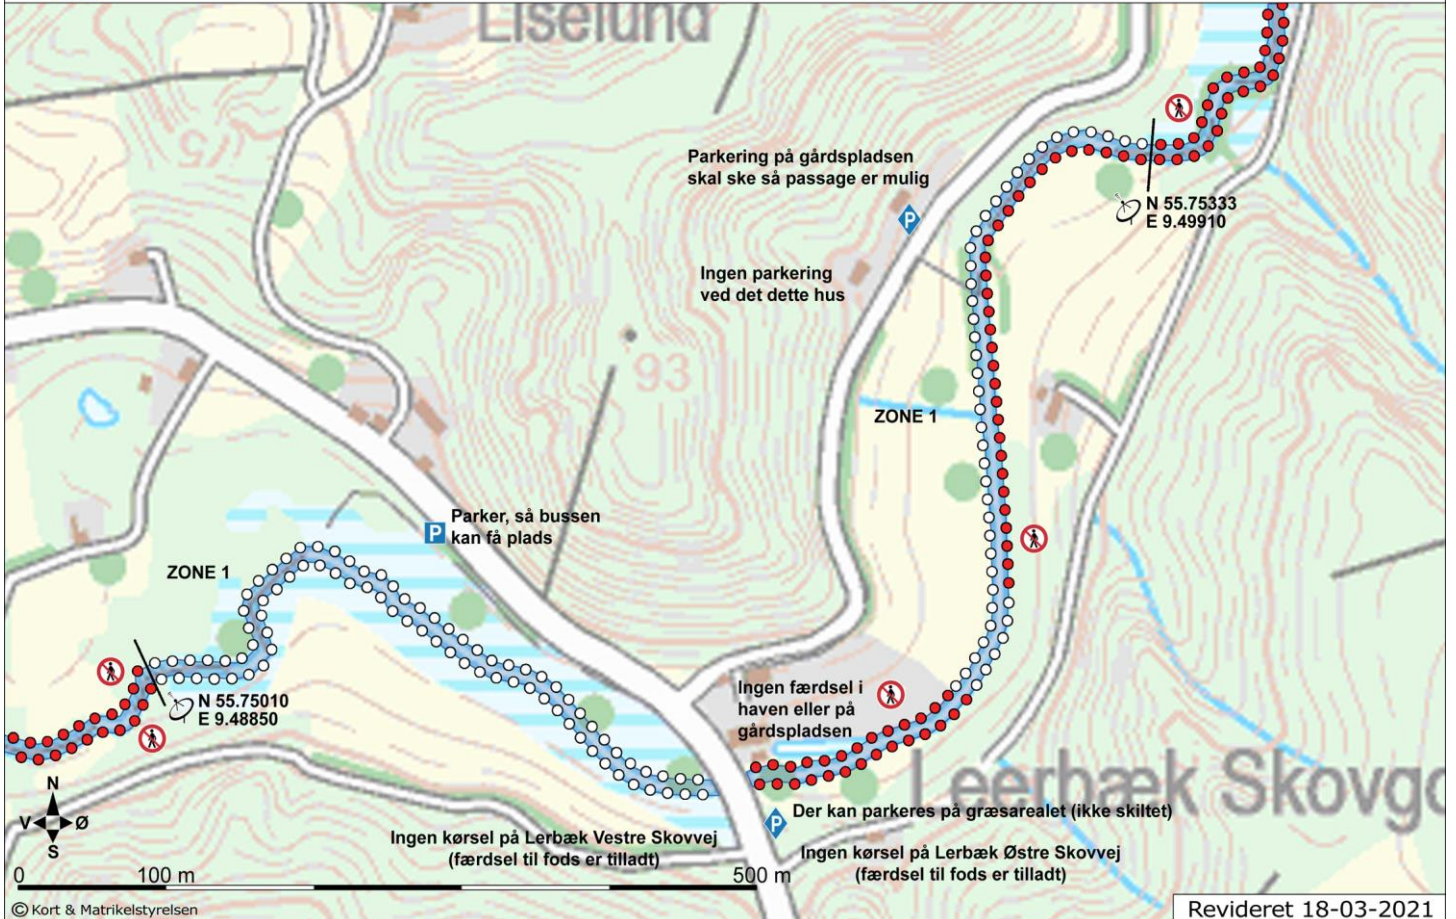 Liselund
Parkering på gårdspladsen
skal ske så passage er mulig
P
N 55.75333
E 9.49910
Ingen parkering
ved det dette hus
93
ZONE 1
P
Parker, så bussen
kan få plads
ZONE 1
N 55.75010
E 9.48850
Ingen færdsel i
haven eller på
gårdspladsen
Leerbæk Skovgo
N
V
Ø
S
P
Der kan parkeres på græsarealet (ikke skiltet)
Ingen kørsel på Lerbæk Vestre Skovvej
(færdsel til fods er tilladt)
Ingen kørsel på Lerbæk Østre Skovvej
(færdsel til fods er tilladt)
0
100 m
500 m
© Kort & Matrikelstyrelsen
Revideret 18-03-2021